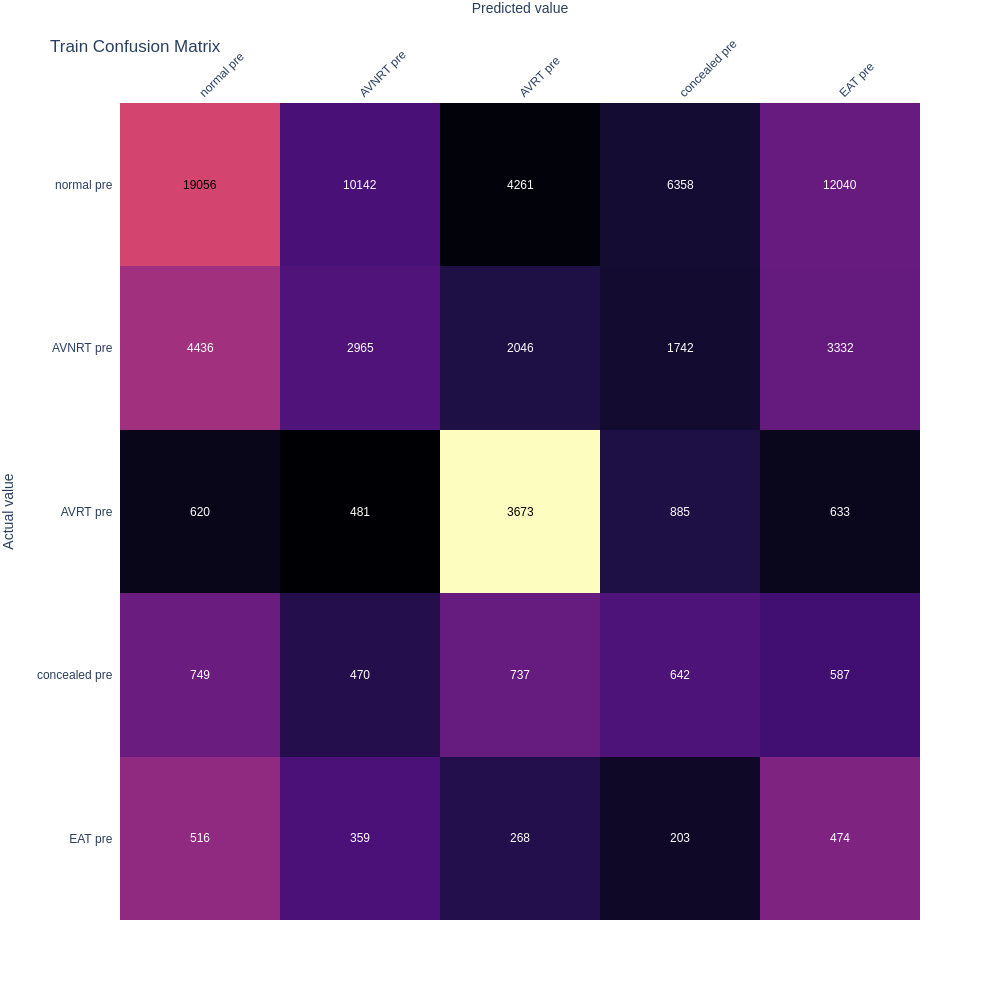 Predicted value
Train Confusion Matrix
normal pre AVNRT pre AVRT pre concealed pre EAT pre
normal pre 19056 10142 4261 6358 12040
AVNRT pre 4436 2965 2046 1742 3332
Actual value
AVRT pre 620 481 3673 885 633
concealed pre 749 470 737 642 587
EAT pre 516 359 268 203 474